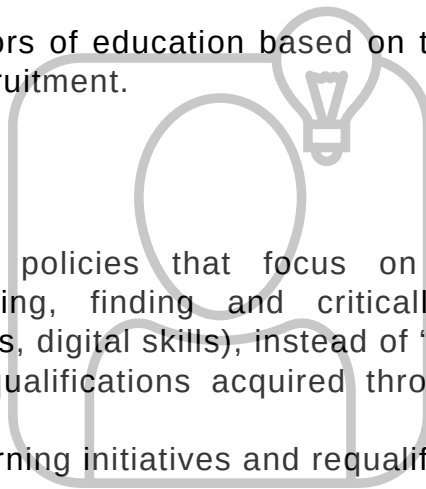 ors of education based on t
ruitment.
policies that focus on
ing, finding and criticall
s, digital skills), instead of '
ualifications acquired thro
rning initiatives and requalif